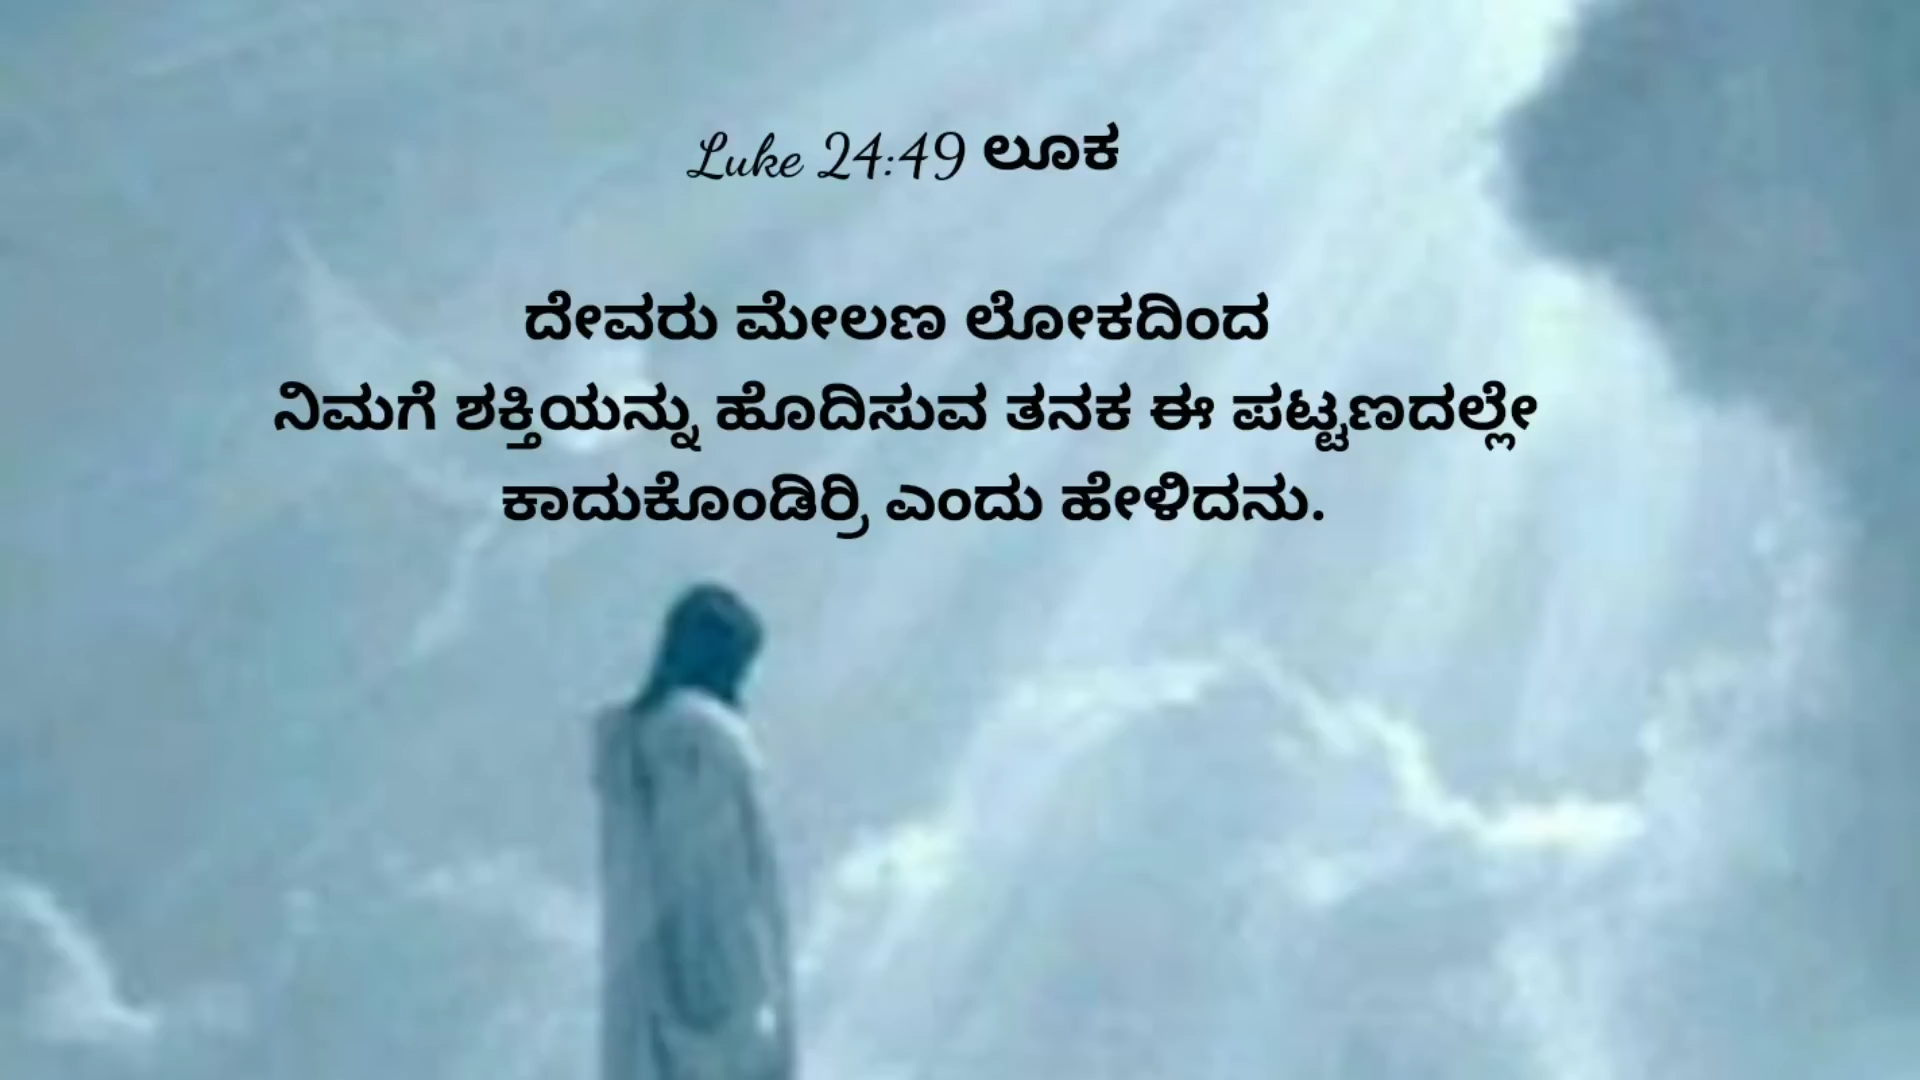 Luke 24:49 ಲೂಕ
ದೇವರು ಮೇಲಣ ಲೋಕದಿಂದ
ನಿಮಗೆ ಶಕ್ತಿಯನ್ನು ಹೊದಿಸುವ ತನಕ ಈ ಪಟ್ಟಣದಲ್ಲೇ
ಕಾದುಕೊಂಡಿರ್ರಿ ಎಂದು ಹೇಳಿದನು.